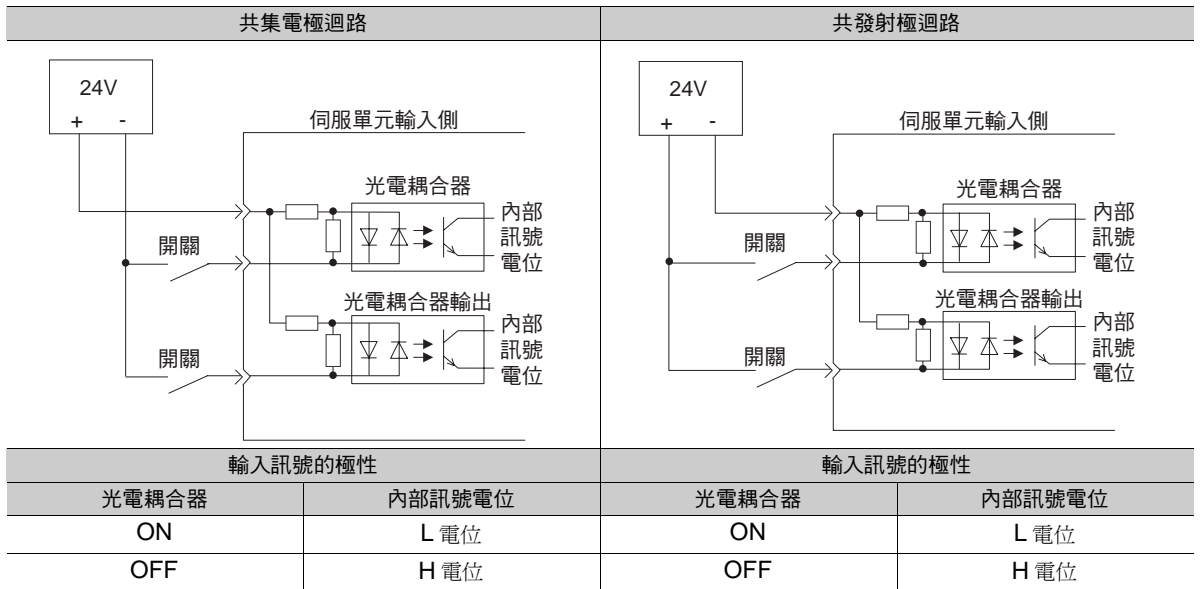 共集電極迴路
共發射極迴路
24V
+ -
伺服單元輸入側
光電耦合器
內部
訊號
電位
開關
光電耦合器輸出
內部
訊號
電位
開關
24V
+ -
伺服單元輸入側
光電耦合器
內部
訊號
電位
開關
光電耦合器輸出
內部
訊號
電位
開關
輸入訊號的極性
輸入訊號的極性
光電耦合器 內部訊號電位 光電耦合器 內部訊號電位
ON L 電位 ON L 電位
OFF H 電位 OFF H 電位